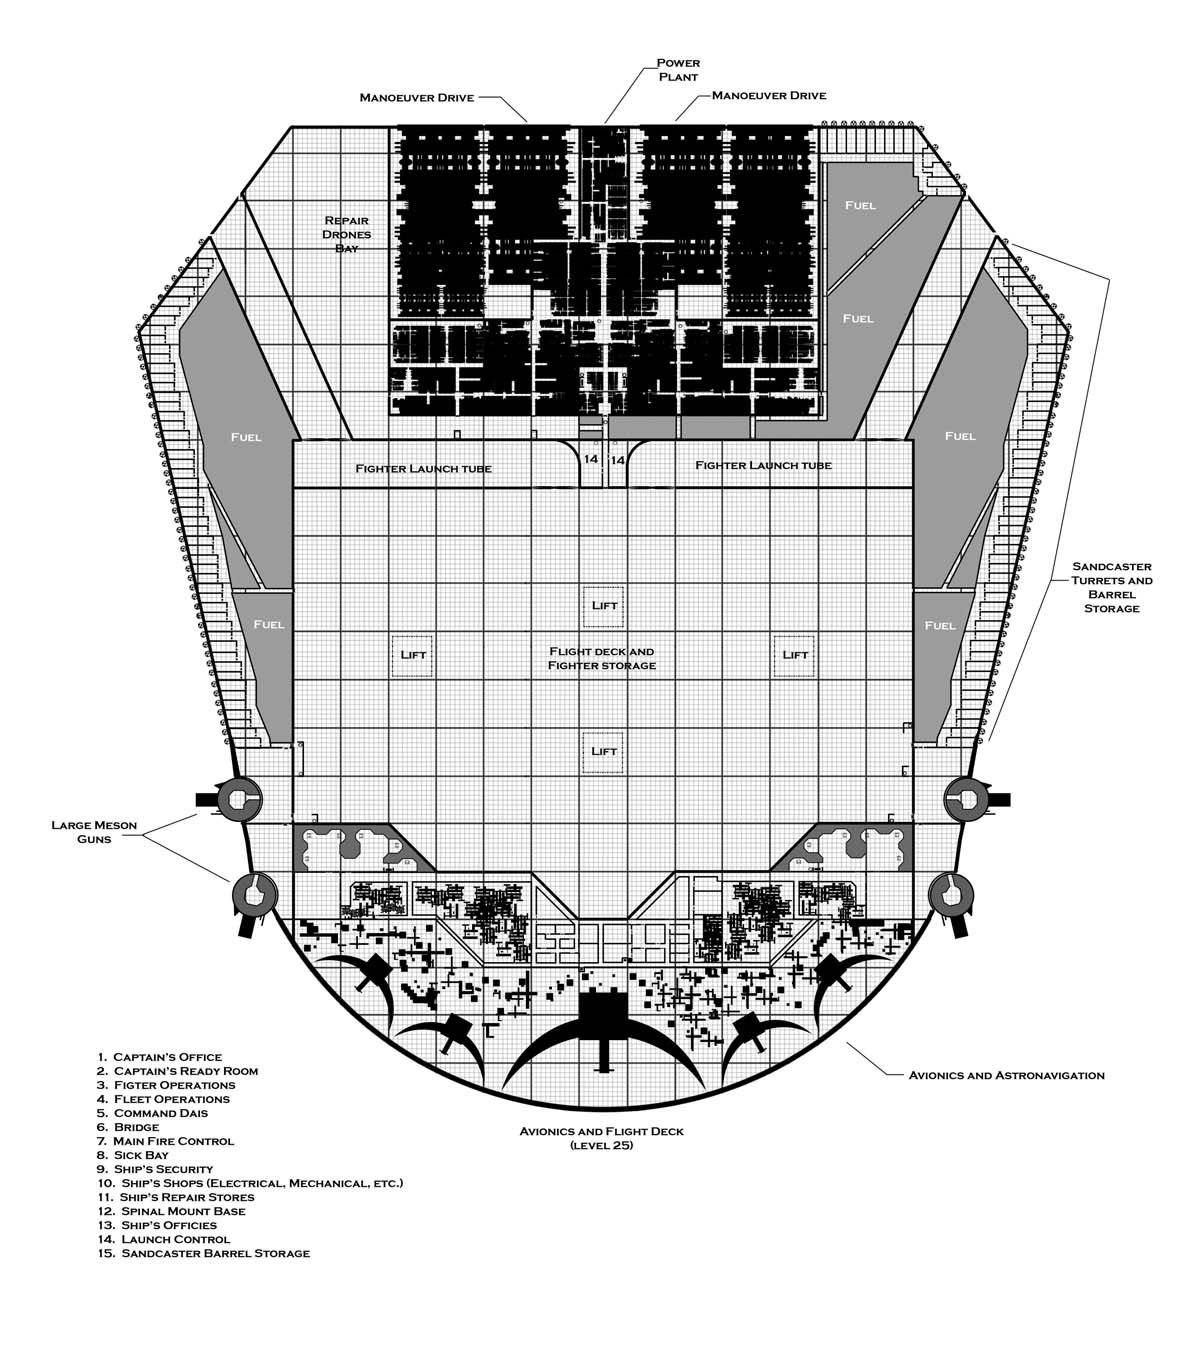 Power
Plant
Manoeuver Drive
Manoeuver Drive
Fuel
Repair
Drones
Bay
Fuel
Fuel
Fuel
14
14
Fighter Launch tube
Fighter Launch tube
Sandcaster
Turrets and
Barrel
Storage
Lift
Fuel
Fuel
Lift
Flight deck and
Fighter storage
Lift
Lift
Large Meson
Guns
Avionics and Astronavigation
Avionics and Flight Deck
(level 25)
1. Captain's Office
2. Captain's Ready Room
3. Figter Operations
4. Fleet Operations
5. Command Dais
6. Bridge
7. Main Fire Control
8. Sick Bay
9. Ship's Security
10. Ship's Shops (Electrical, Mechanical, etc.)
11. Ship's Repair Stores
12. Spinal Mount Base
13. Ship's Officies
14. Launch Control
15. Sandcaster Barrel Storage